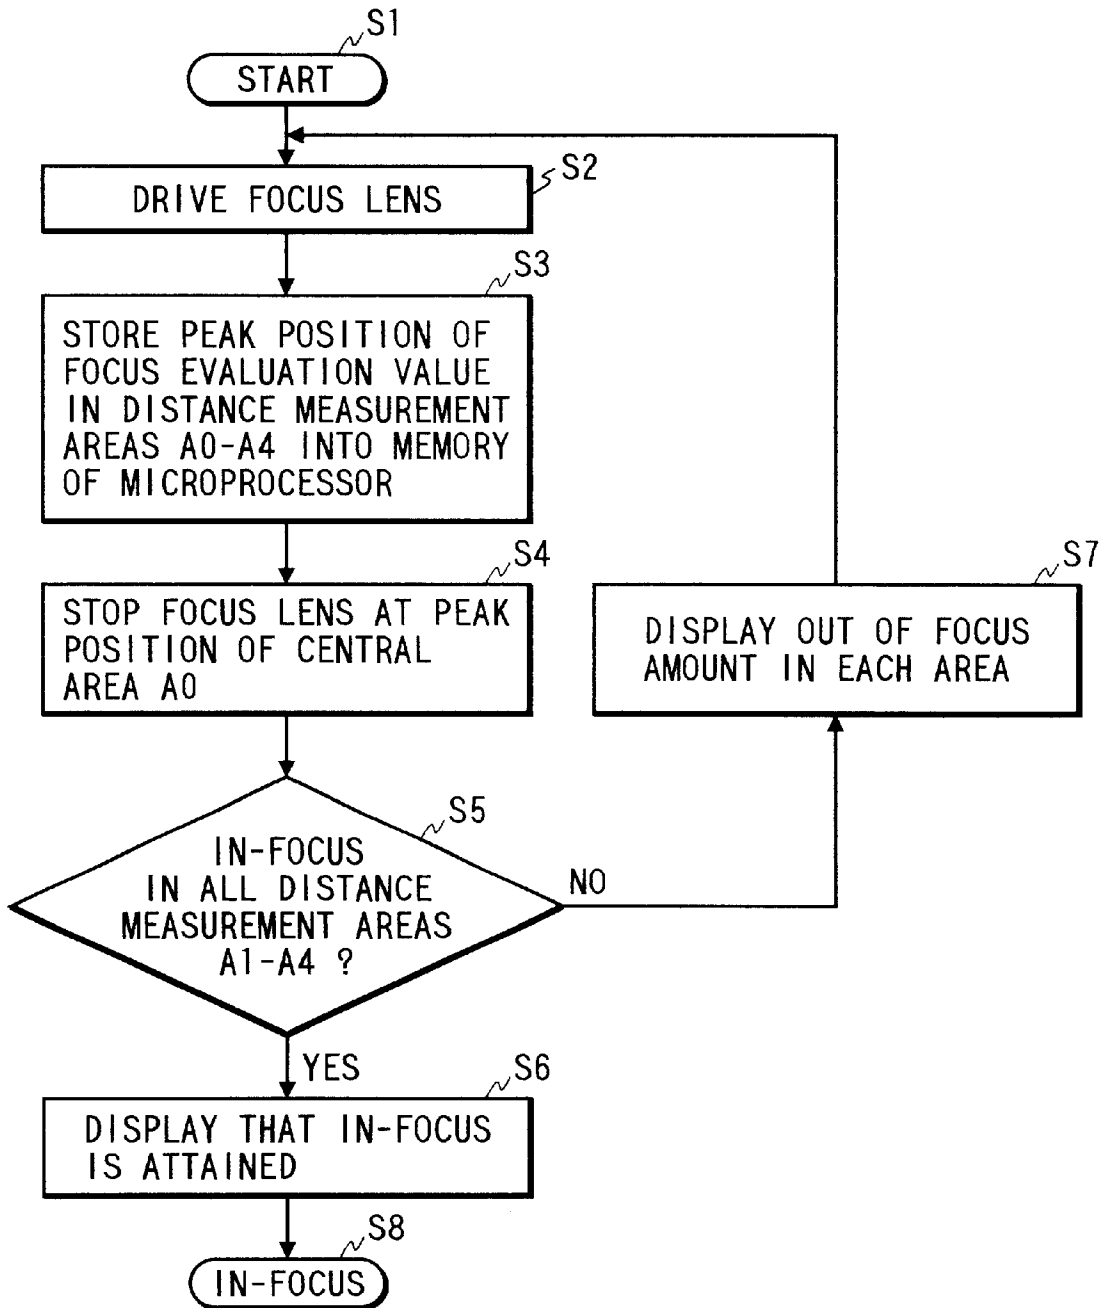 S1
START
S2
DRIVE FOCUS LENS
S3
STORE PEAK POSITION OF
FOCUS EVALUATION VALUE
IN DISTANCE MEASUREMENT
AREAS A0-A4 INTO MEMORY
OF MICROPROCESSOR
S4
STOP FOCUS LENS AT PEAK
POSITION OF CENTRAL
AREA A0
S7
DISPLAY OUT OF FOCUS
AMOUNT IN EACH AREA
S5
IN-FOCUS
IN ALL DISTANCE
MEASUREMENT AREAS
A1-A4 ?
NO
YES
S6
DISPLAY THAT IN-FOCUS
IS ATTAINED
S8
IN-FOCUS